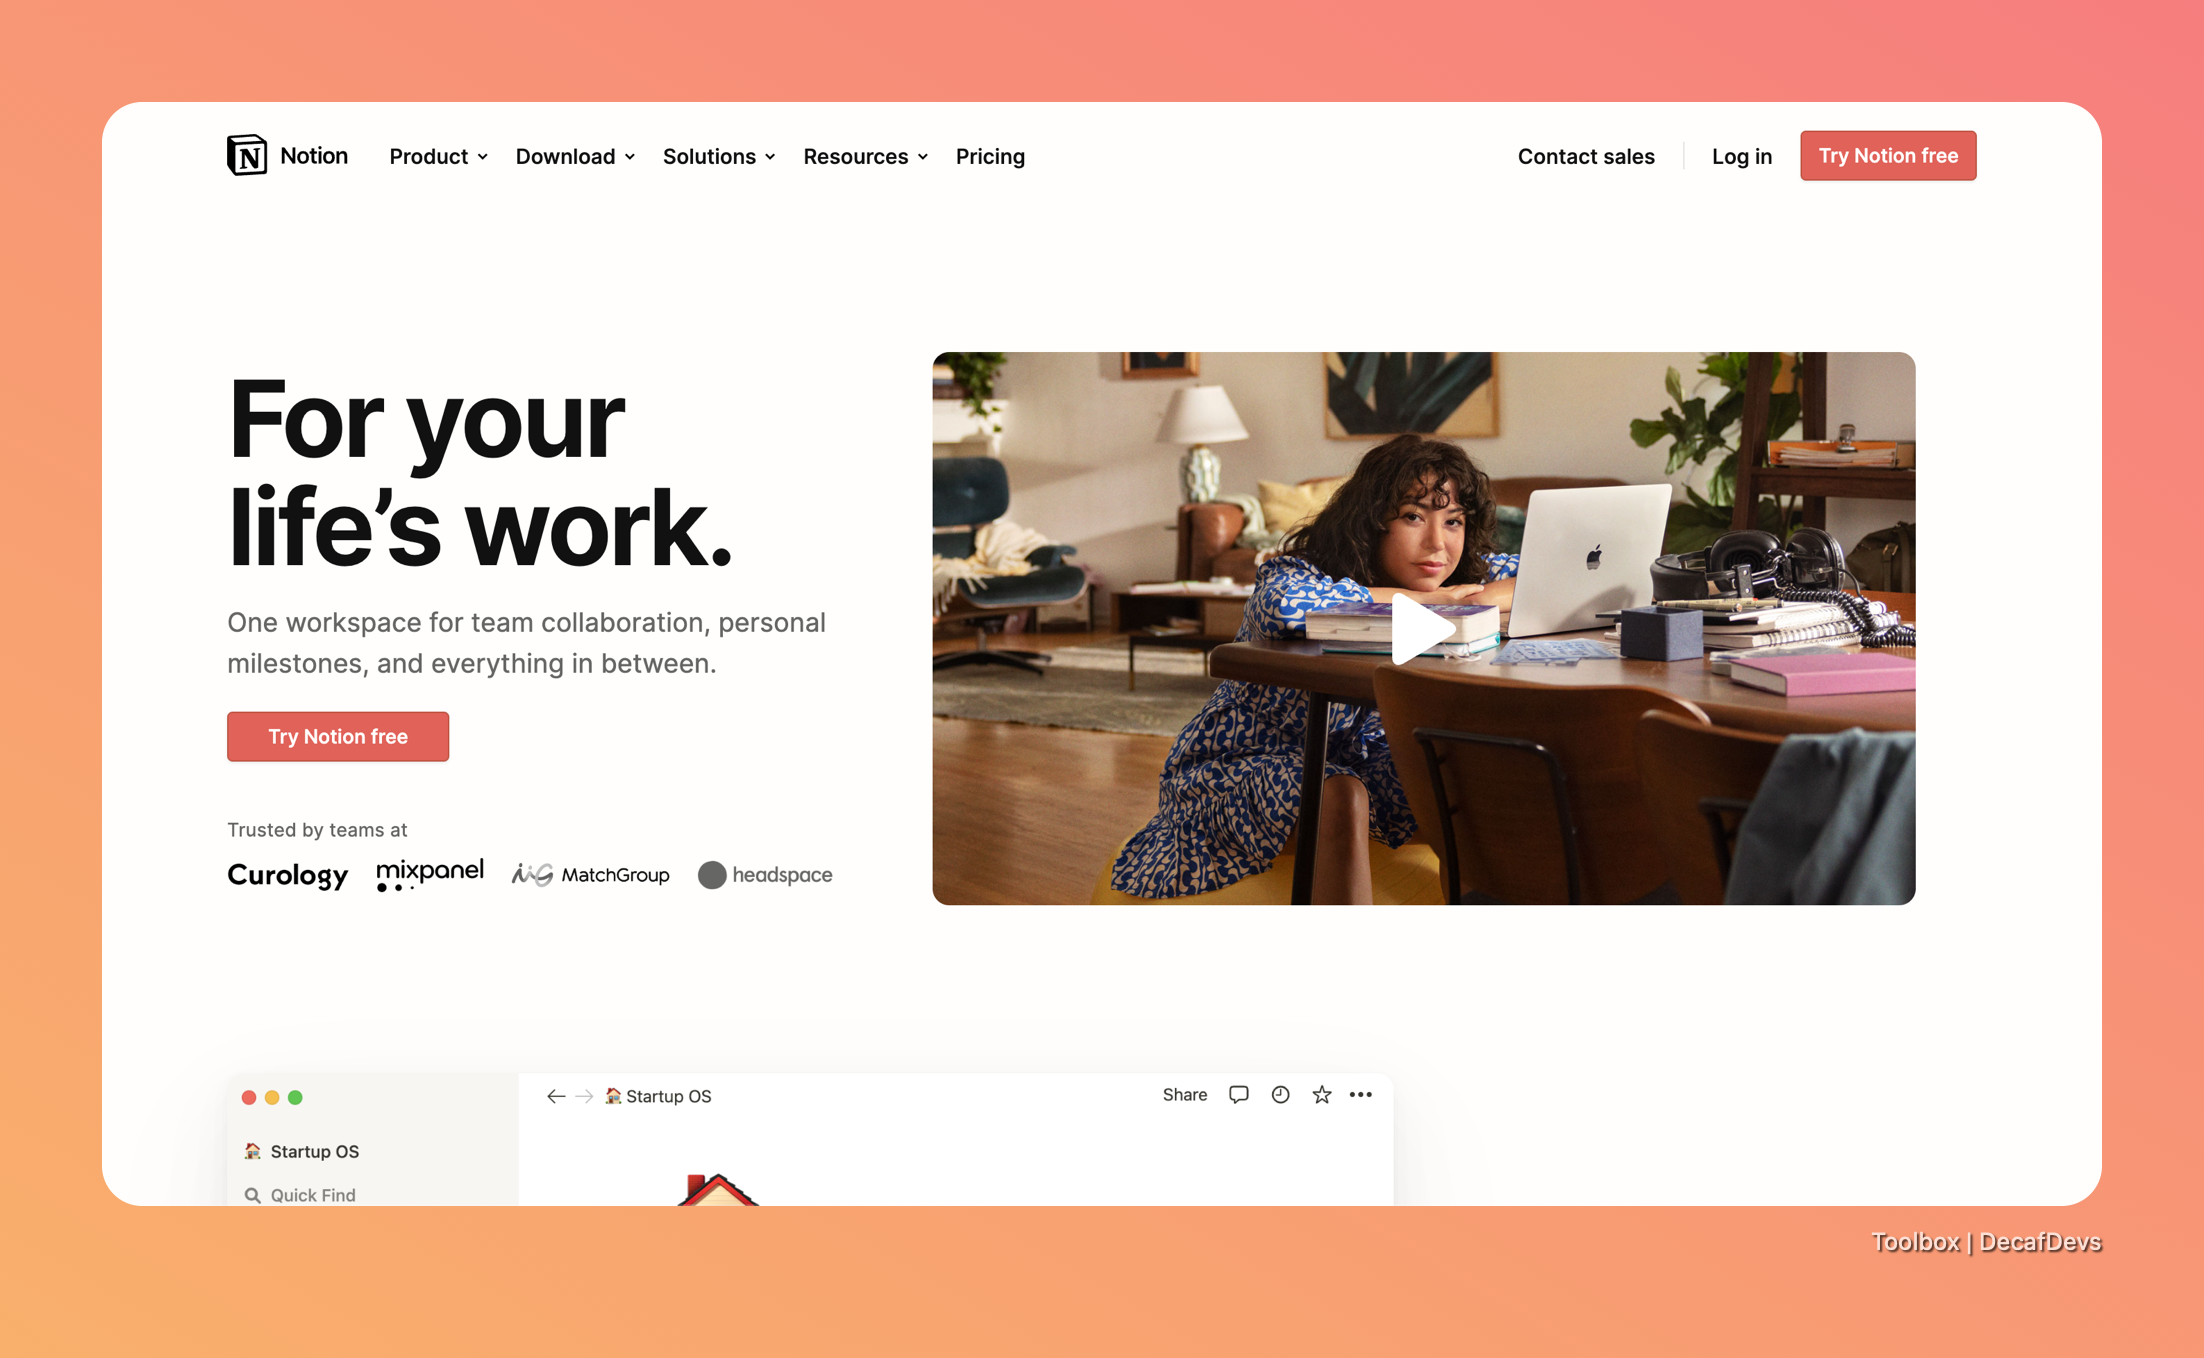 Notion Product Download Solutions Resources Pricing Contact sales Log in Try Notion free
For your
life’s work.
One workspace for team collaboration, personal
milestones, and everything in between.
Try Notion free
Trusted by teams at
Curology mixpanel MatchGroup headspace
Startup OS Share
Startup OS
Quick Find
Toolbox | DecafDevs